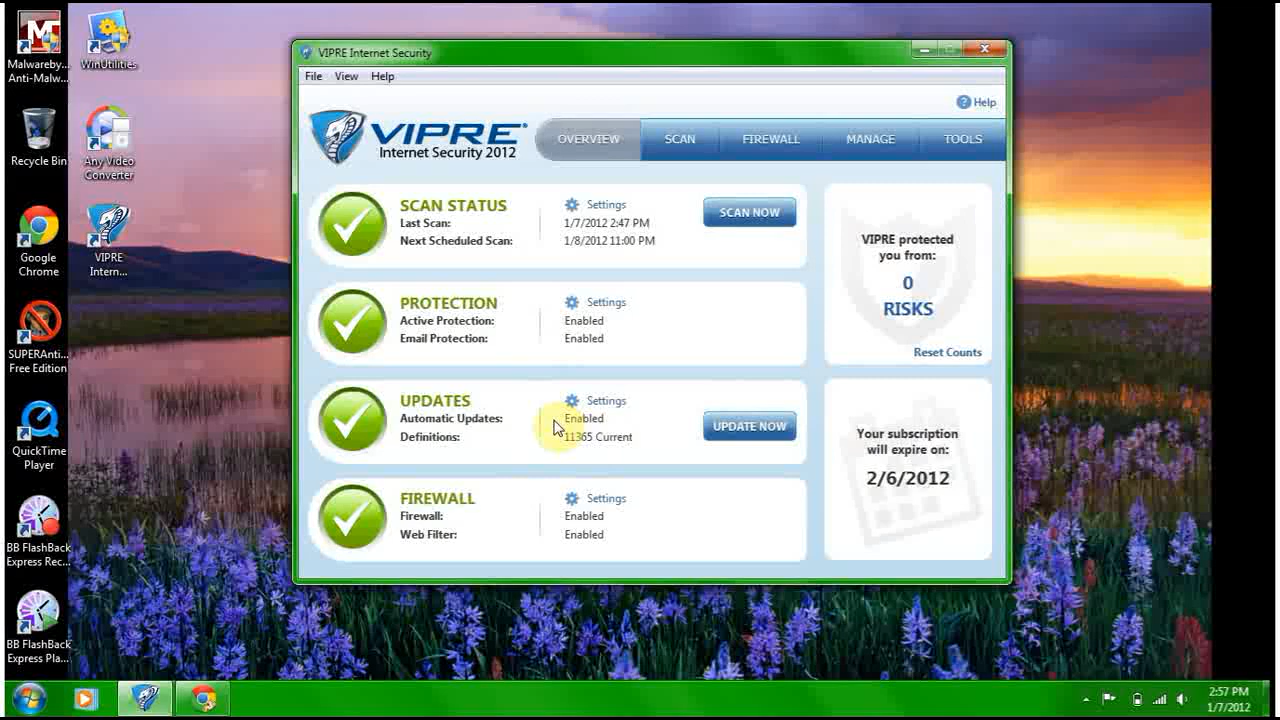 Malwareby...
Anti-Malw...
WinUtilities
Recycle Bin
Any Video
Converter
Google
Chrome
VIPRE
Intern...
SUPERAnti...
Free Edition
QuickTime
Player
BB FlashBack
Express Rec...
BB FlashBack
Express Pla...
VIPRE Internet Security
File View Help
Help
VIPRE
Internet Security 2012
OVERVIEW SCAN FIREWALL MANAGE TOOLS
SCAN STATUS Settings
Last Scan: 1/7/2012 2:47 PM
Next Scheduled Scan: 1/8/2012 11:00 PM
SCAN NOW
PROTECTION Settings
Active Protection: Enabled
Email Protection: Enabled
UPDATES Settings
Automatic Updates: Enabled
Definitions: 11365 Current
UPDATE NOW
FIREWALL Settings
Firewall: Enabled
Web Filter: Enabled
VIPRE protected
you from:
0
RISKS
Reset Counts
Your subscription
will expire on:
2/6/2012
2:57 PM
1/7/2012